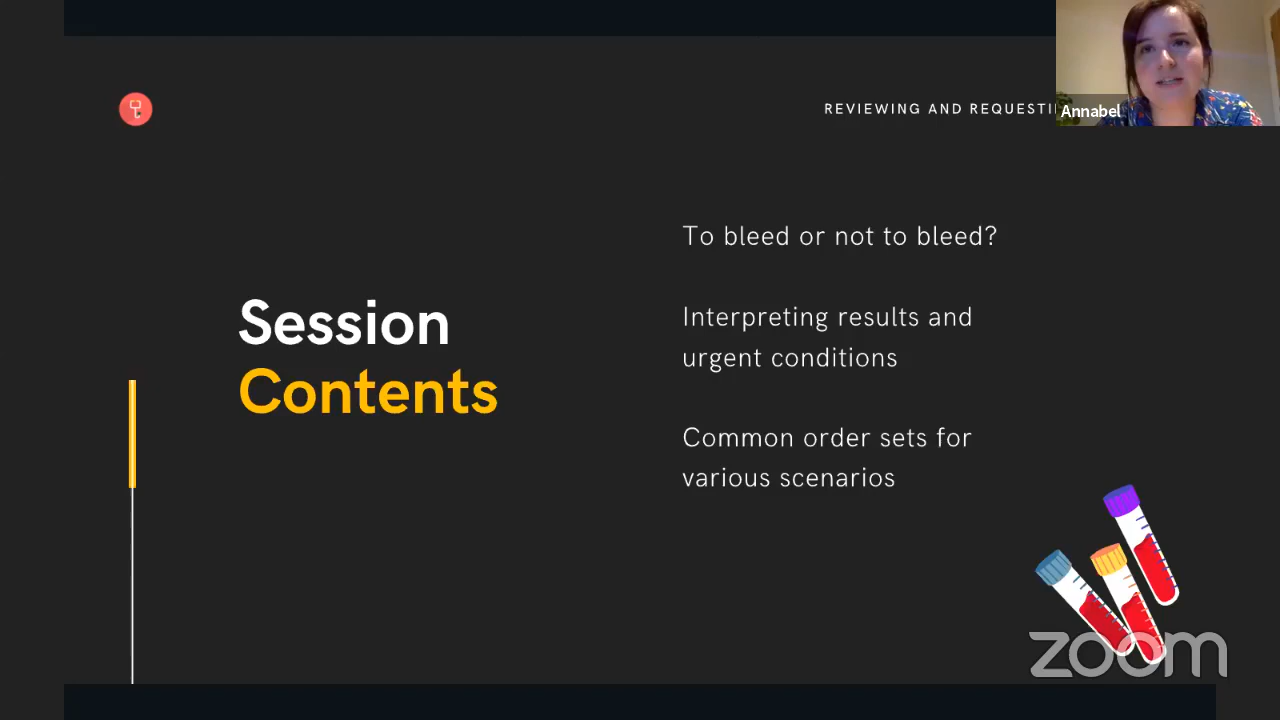 REVIEWING AND
Annabel
To bleed or not to bleed?
Interpreting results and
urgent conditions
Session
Contents
Common order sets for
various scenarios
zoom